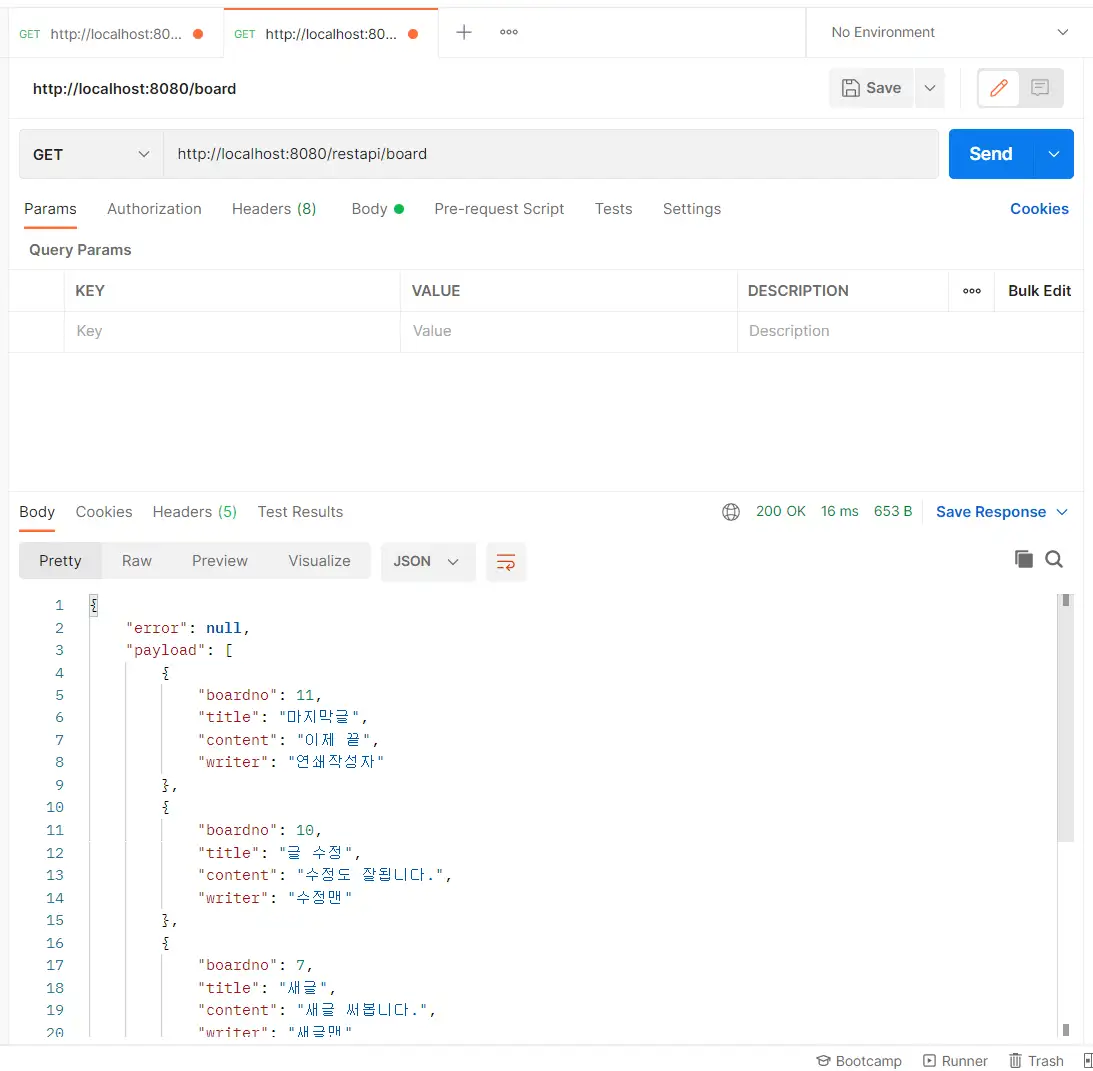 GET http://localhost:80... GET http://localhost:80... No Environment
http://localhost:8080/board Save
GET http://localhost:8080/restapi/board Send
Params Authorization Headers (8) Body Pre-request Script Tests Settings Cookies
Query Params
KEY VALUE DESCRIPTION Bulk Edit
Key Value Description
Body Cookies Headers (5) Test Results 200 OK 16 ms 653 B Save Response
Pretty Raw Preview Visualize JSON
1 {
2 "error": null,
3 "payload": [
4 {
5 "boardno": 11,
6 "title": "마지막글",
7 "content": "이제 끝",
8 "writer": "연쇄작성자"
9 },
10 {
11 "boardno": 10,
12 "title": "글 수정",
13 "content": "수정도 잘됩니다.",
14 "writer": "수정맨"
15 },
16 {
17 "boardno": 7,
18 "title": "새글",
19 "content": "새글 써봅니다.",
20 "writer": "새글맨"
Bootcamp Runner Trash